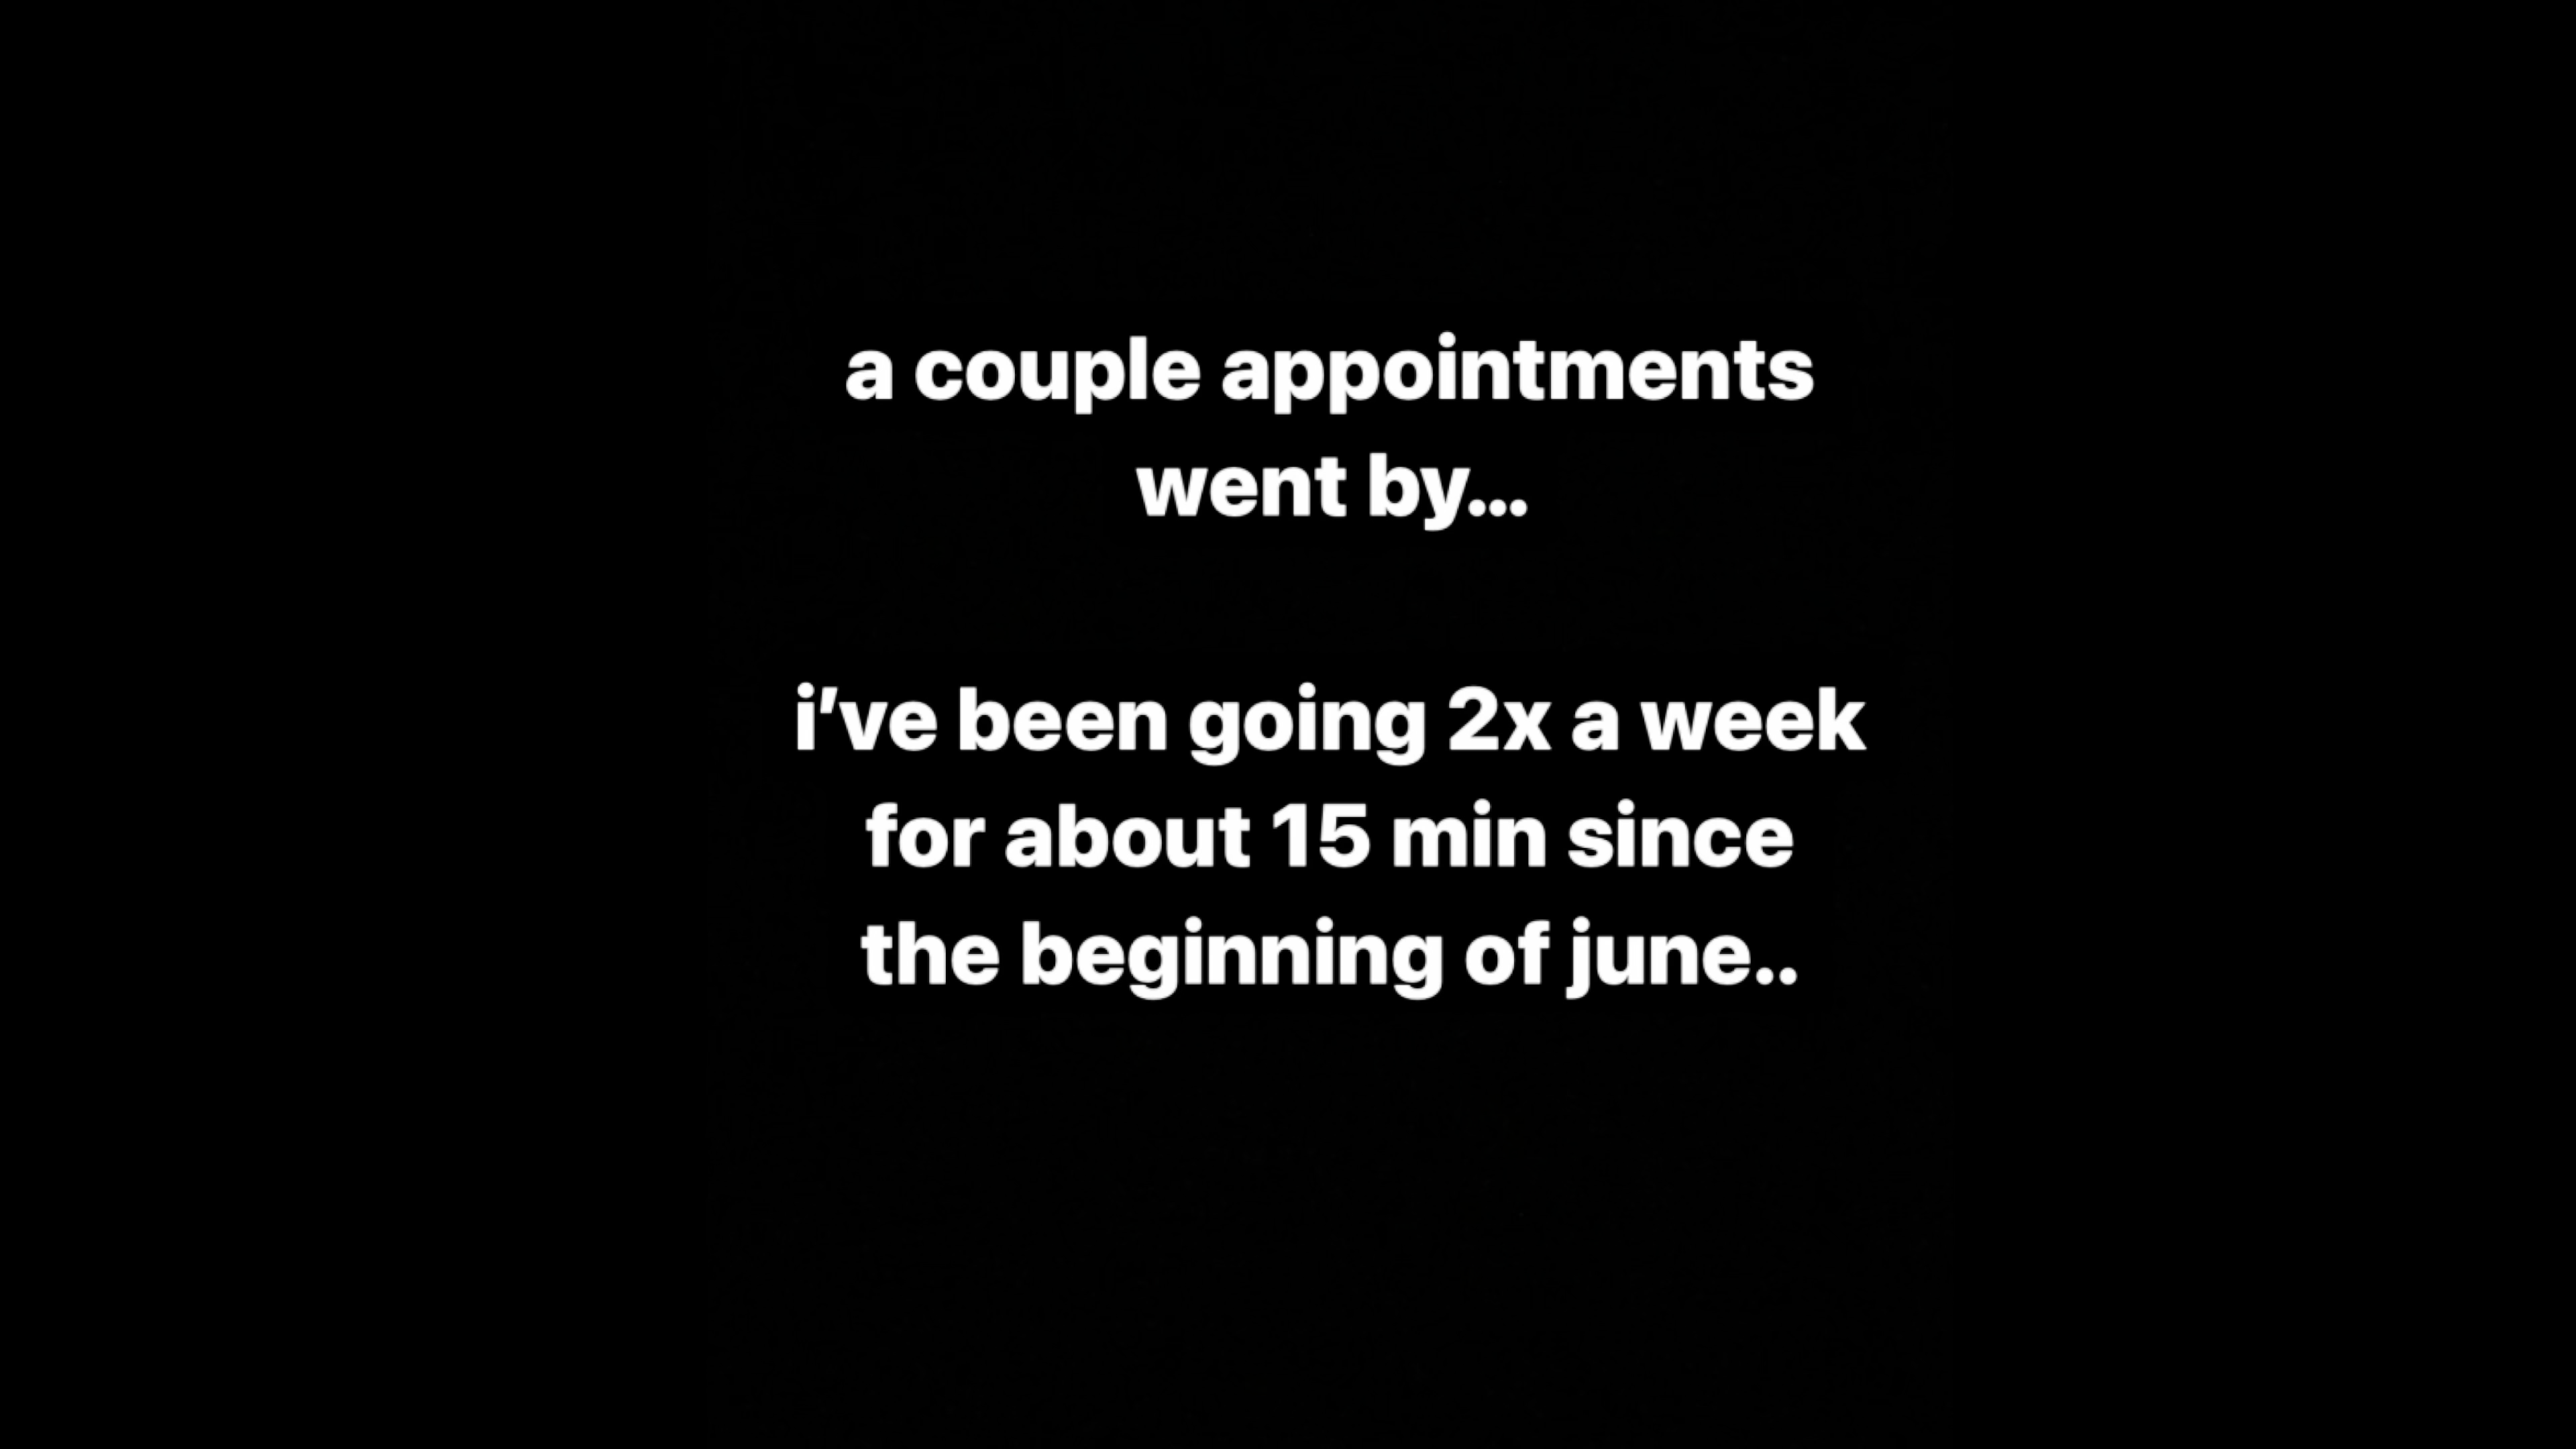 a couple appointments
went by...
i've been going 2x a week
for about 15 min since
the beginning of june..